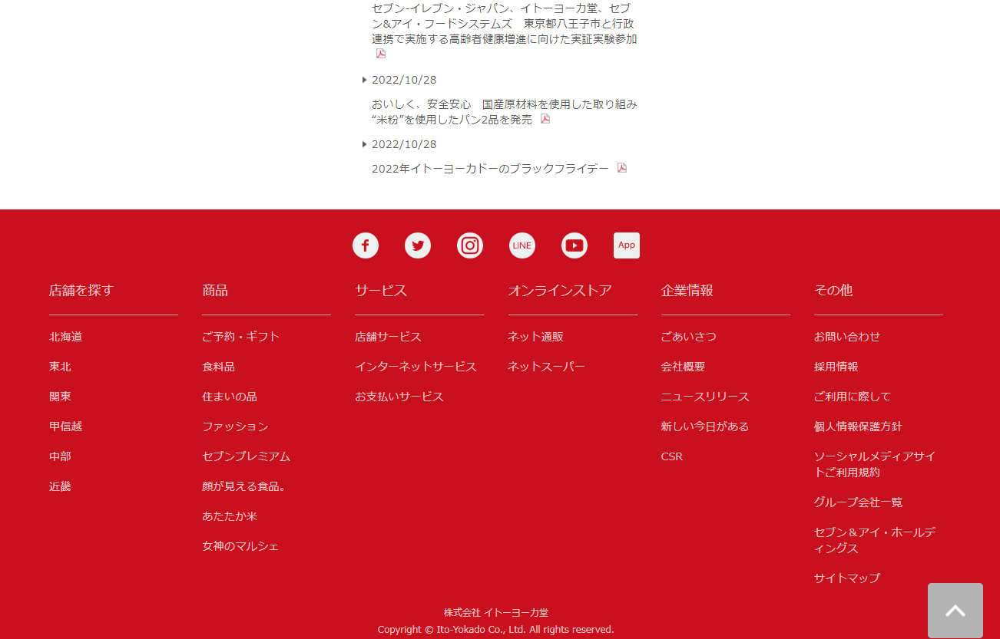 セブン‐イレブン・ジャパン、イトーヨーカ堂、セブ
ン&アイ・フードシステムズ　東京都八王子市と行政
連携で実施する高齢者健康増進に向けた実証実験参加
2022/10/28
おいしく、安全安心　国産原材料を使用した取り組み
“米粉”を使用したパン2品を発売
2022/10/28
2022年イトーヨーカドーのブラックフライデー
LINE
App
店舗を探す
北海道
東北
関東
甲信越
中部
近畿
商品
ご予約・ギフト
食料品
住まいの品
ファッション
セブンプレミアム
顔が見える食品。
あたたか米
女神のマルシェ
サービス
店舗サービス
インターネットサービス
お支払いサービス
オンラインストア
ネット通販
ネットスーパー
企業情報
ごあいさつ
会社概要
ニュースリリース
新しい今日がある
CSR
その他
お問い合わせ
採用情報
ご利用に際して
個人情報保護方針
ソーシャルメディアサイ
トご利用規約
グループ会社一覧
セブン＆アイ・ホールデ
ィングス
サイトマップ
株式会社 イトーヨーカ堂
Copyright © Ito-Yokado Co., Ltd. All rights reserved.